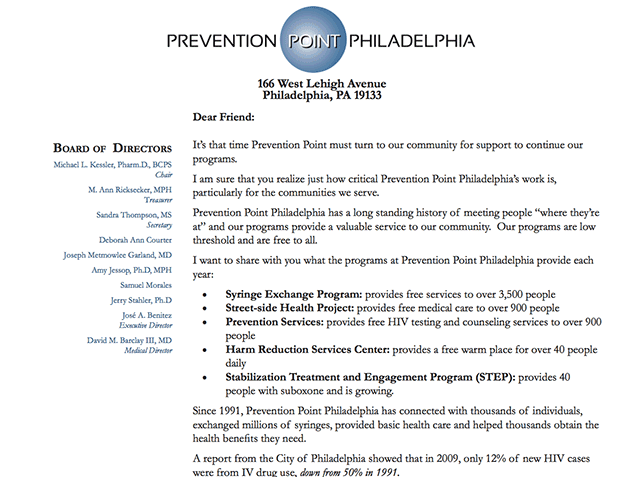 PREVENTION POINT PHILADELPHIA
166 West Lehigh Avenue
Philadelphia, PA 19133
BOARD OF DIRECTORS
Michael L. Kessler, Pharm.D., BCPS
Chair
M. Ann Ricksecker, MPH
Treasurer
Sandra Thompson, MS
Secretary
Deborah Ann Courter
Joseph Metmowlee Garland, MD
Amy Jessop, Ph.D, MPH
Samuel Morales
Jerry Stahler, Ph.D
José A. Benitez
Executive Director
David M. Barclay III, MD
Medical Director
Dear Friend:
It's that time Prevention Point must turn to our community for support to continue our
programs.
I am sure that you realize just how critical Prevention Point Philadelphia's work is,
particularly for the communities we serve.
Prevention Point Philadelphia has a long standing history of meeting people “where they're
at” and our programs provide a valuable service to our community. Our programs are low
threshold and are free to all.
I want to share with you what the programs at Prevention Point Philadelphia provide each
year:
• Syringe Exchange Program: provides free services to over 3,500 people
• Street-side Health Project: provides free medical care to over 900 people
• Prevention Services: provides free HIV testing and counseling services to over 900
people
• Harm Reduction Services Center: provides a free warm place for over 40 people
daily
• Stabilization Treatment and Engagement Program (STEP): provides 40
people with suboxone and is growing.
Since 1991, Prevention Point Philadelphia has connected with thousands of individuals,
exchanged millions of syringes, provided basic health care and helped thousands obtain the
health benefits they need.
A report from the City of Philadelphia showed that in 2009, only 12% of new HIV cases
were from IV drug use, down from 50% in 1991.